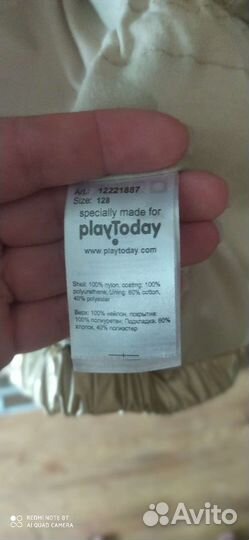 Art.: 12221887
Size: 128
specially made for
playToday
www.playtoday.com
Shell: 100% nylon, coating: 100%
polyurethane; Lining: 60% cotton,
40% polyester
Верх: 100% нейлон, покрытие:
100% полиуретан; Подкладка: 60%
хлопок, 40% полиэстер
REDMI NOTE 8T
AI QUAD CAMERA
Avito